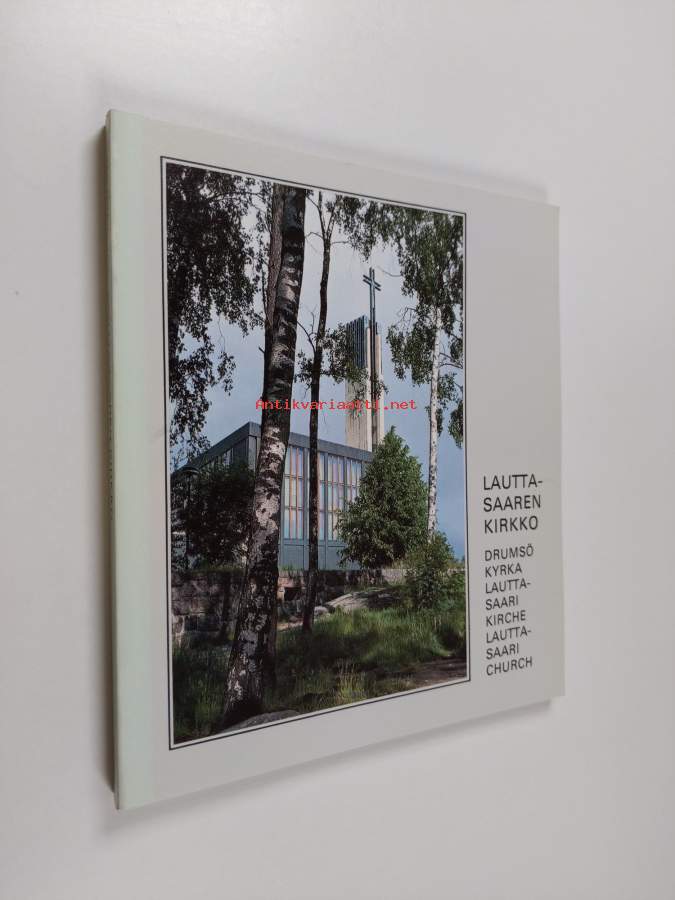 Antikvariaatti.net
LAUTTA-
SAAREN
KIRKKO
DRUMSÖ
KYRKA
LAUTTA-
SAARI
KIRCHE
LAUTTA-
SAARI
CHURCH